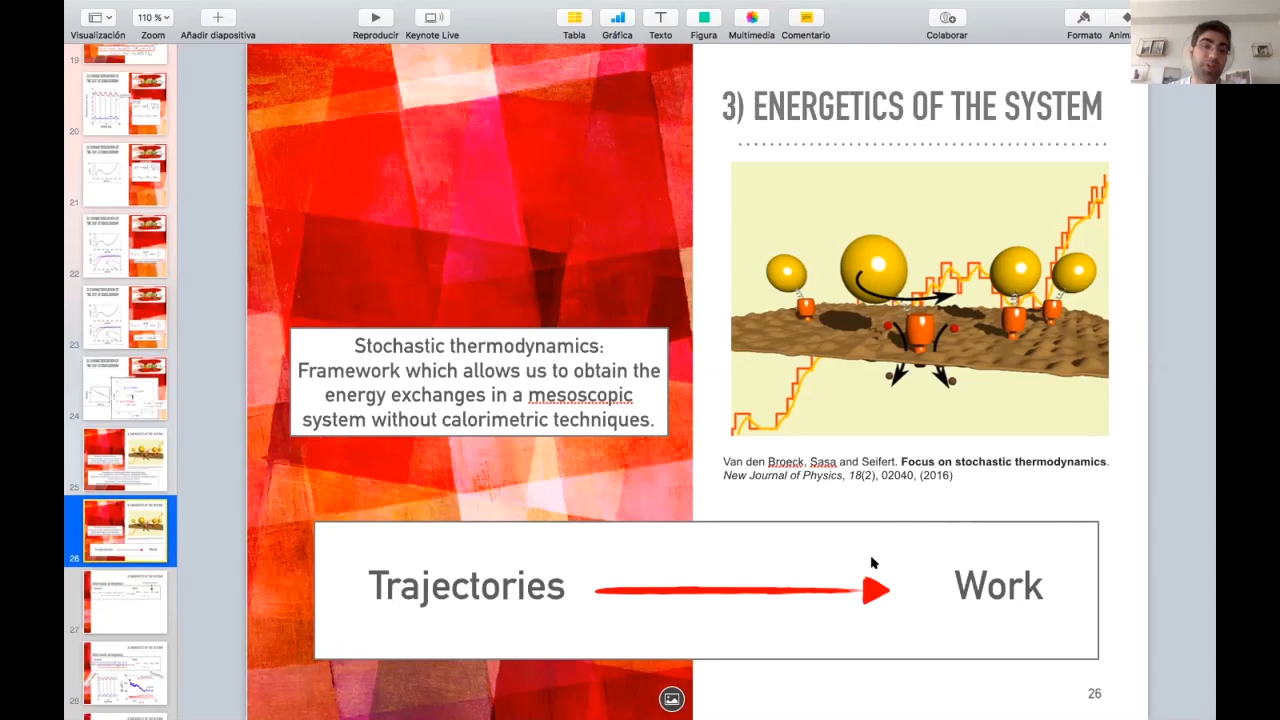 110 %
Visualización
Zoom
Añadir diapositiva
Reproducir
Keynote Live
Tabla
Gráfica
Texto
Figura
Multimedia
Comentario
Colaborar
Formato
Anim
19
20
21
22
23
24
25
26
27
28
3) ENERGETICS OF THE SYSTEM
Stochastic thermodynamics:
Framework which allows us to obtain the
energy exchanges in a mesoscopic
system without calorimetric techniques.
Van den Broeck, Sasa and Seifert Focus on stochastic thermodynamics.
New Journal of Physics, 18(2), 02040, (2016)
Trajectories
Work
26